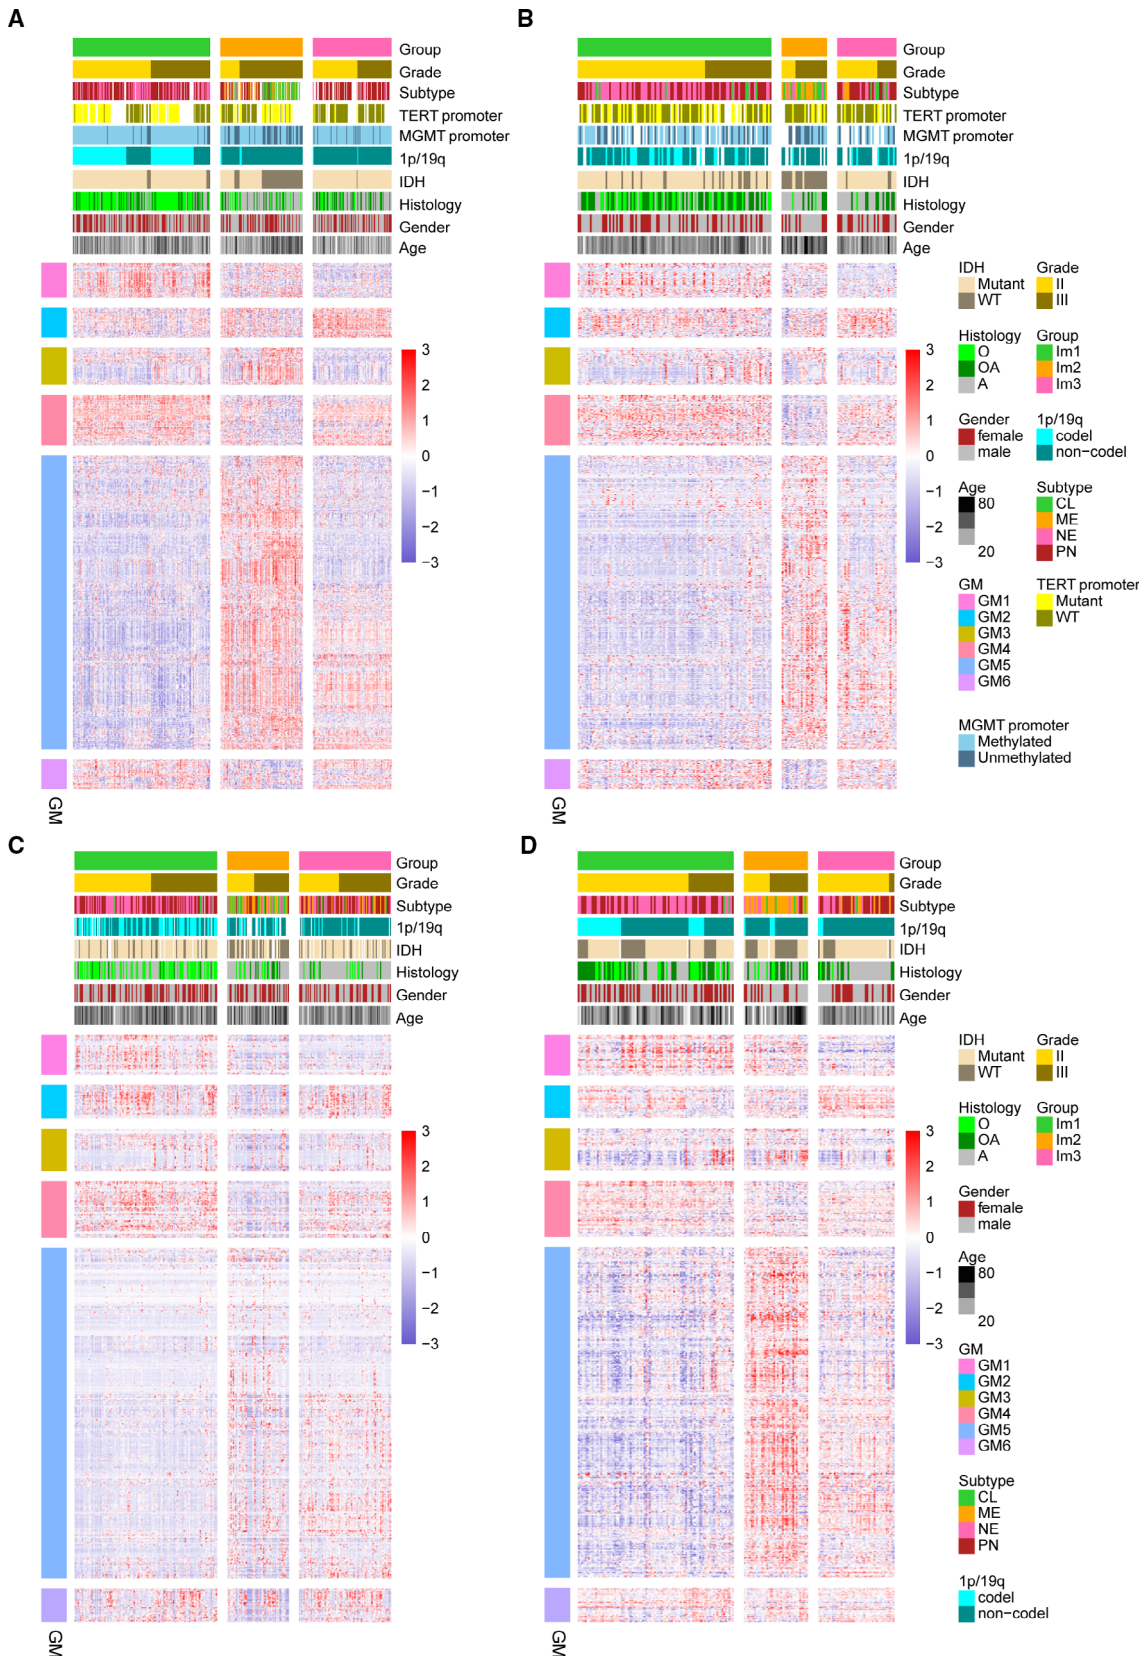 A
Group
Grade
Subtype
TERT promoter
MGMT promoter
1p/19q
IDH
Histology
Gender
Age
3
2
1
0
−1
−2
−3
GM
B
Group
Grade
Subtype
TERT promoter
MGMT promoter
1p/19q
IDH
Histology
Gender
Age
3
2
1
0
−1
−2
−3
GM
IDH Grade
Mutant II
WT III
Histology Group
O Im1
OA Im2
A Im3
Gender 1p/19q
female codel
male non−codel
Age Subtype
80 CL
ME
NE
20 PN
GM TERT promoter
GM1 Mutant
GM2 WT
GM3
GM4
GM5
GM6
MGMT promoter
Methylated
Unmethylated
C
Group
Grade
Subtype
1p/19q
IDH
Histology
Gender
Age
3
2
1
0
−1
−2
−3
GM
D
Group
Grade
Subtype
1p/19q
IDH
Histology
Gender
Age
3
2
1
0
−1
−2
−3
GM
IDH Grade
Mutant II
WT III
Histology Group
O Im1
OA Im2
A Im3
Gender
female
male
Age
80
20
GM
GM1
GM2
GM3
GM4
GM5
GM6
Subtype
CL
ME
NE
PN
1p/19q
codel
non−codel